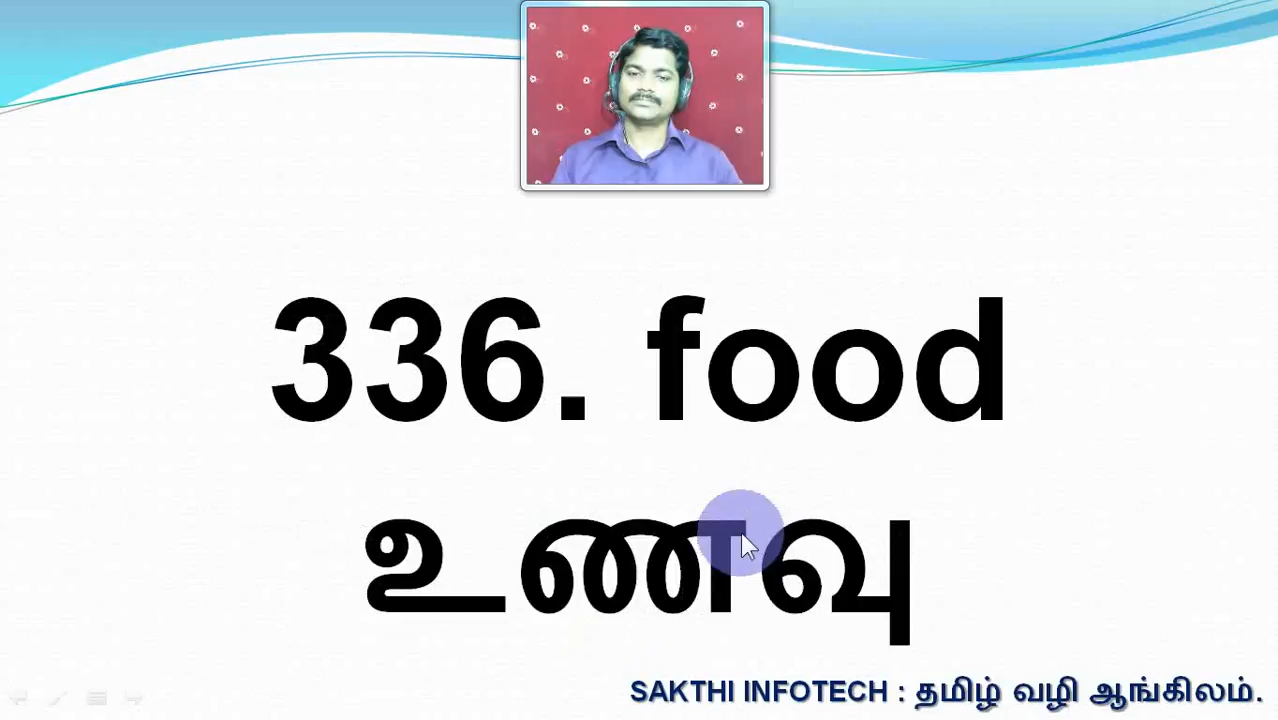 336. food
உணவு
SAKTHI INFOTECH : தமிழ் வழி ஆங்கிலம்.